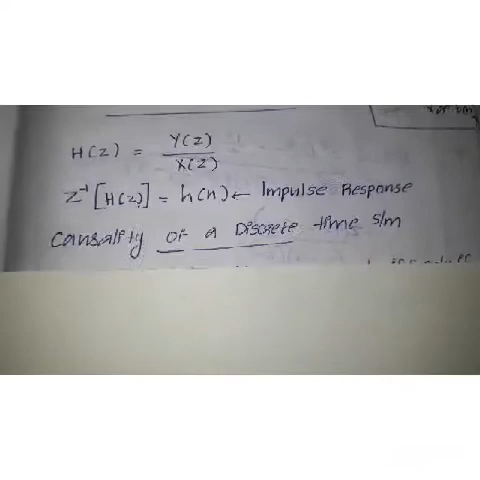 H(Z) = Y(Z) / X(Z)
Z⁻¹[H(Z)] = h(n) ← Impulse Response
Causality of a Discrete time s/m